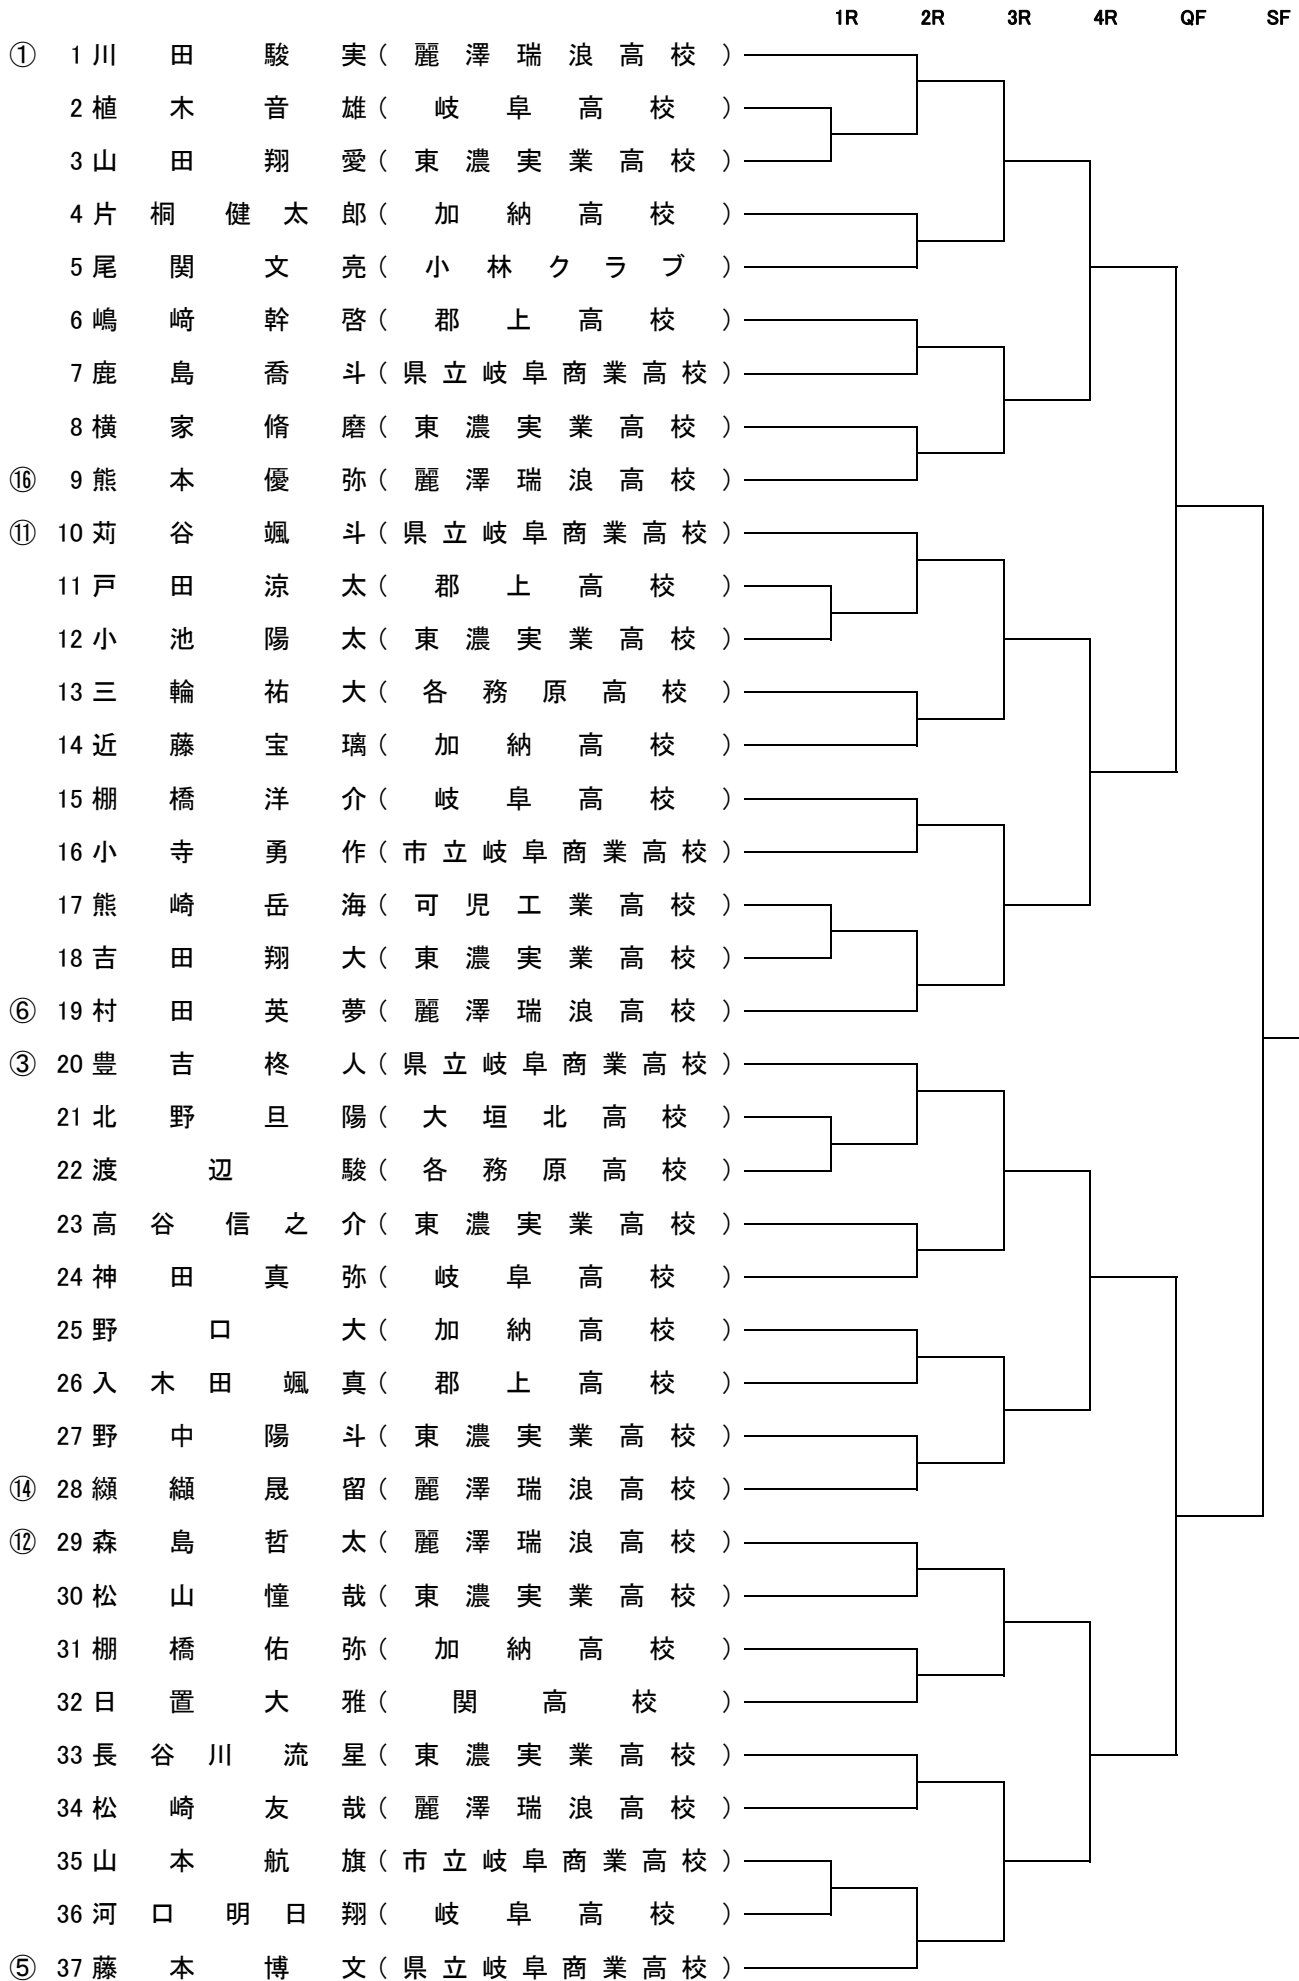 1R 2R 3R 4R QF SF
① 1 川田駿実（麗澤瑞浪高校）
2 植木音雄（岐阜高校）
3 山田翔愛（東濃実業高校）
4 片桐健太郎（加納高校）
5 尾関文亮（小林クラブ）
6 嶋﨑幹啓（郡上高校）
7 鹿島喬斗（県立岐阜商業高校）
8 横家脩磨（東濃実業高校）
⑯ 9 熊本優弥（麗澤瑞浪高校）
⑪ 10 苅谷颯斗（県立岐阜商業高校）
11 戸田涼太（郡上高校）
12 小池陽太（東濃実業高校）
13 三輪祐大（各務原高校）
14 近藤宝璃（加納高校）
15 棚橋洋介（岐阜高校）
16 小寺勇作（市立岐阜商業高校）
17 熊崎岳海（可児工業高校）
18 吉田翔大（東濃実業高校）
⑥ 19 村田英夢（麗澤瑞浪高校）
③ 20 豊吉柊人（県立岐阜商業高校）
21 北野旦陽（大垣北高校）
22 渡辺駿（各務原高校）
23 高谷信之介（東濃実業高校）
24 神田真弥（岐阜高校）
25 野口大（加納高校）
26 入木田颯真（郡上高校）
27 野中陽斗（東濃実業高校）
⑭ 28 纐纈晟留（麗澤瑞浪高校）
⑫ 29 森島哲太（麗澤瑞浪高校）
30 松山憧哉（東濃実業高校）
31 棚橋佑弥（加納高校）
32 日置大雅（関高校）
33 長谷川流星（東濃実業高校）
34 松崎友哉（麗澤瑞浪高校）
35 山本航旗（市立岐阜商業高校）
36 河口明日翔（岐阜高校）
⑤ 37 藤本博文（県立岐阜商業高校）